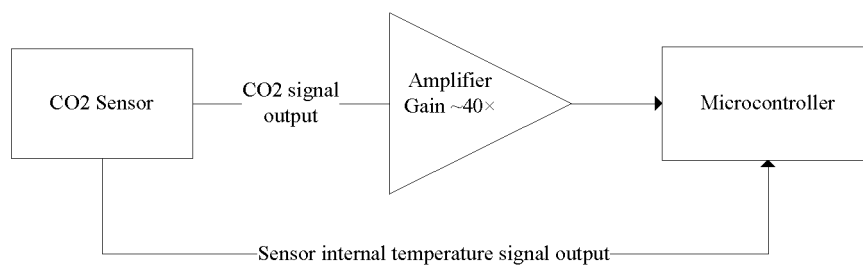 CO2 Sensor
CO2 signal
output
Amplifier
Gain ~40×
Microcontroller
Sensor internal temperature signal output